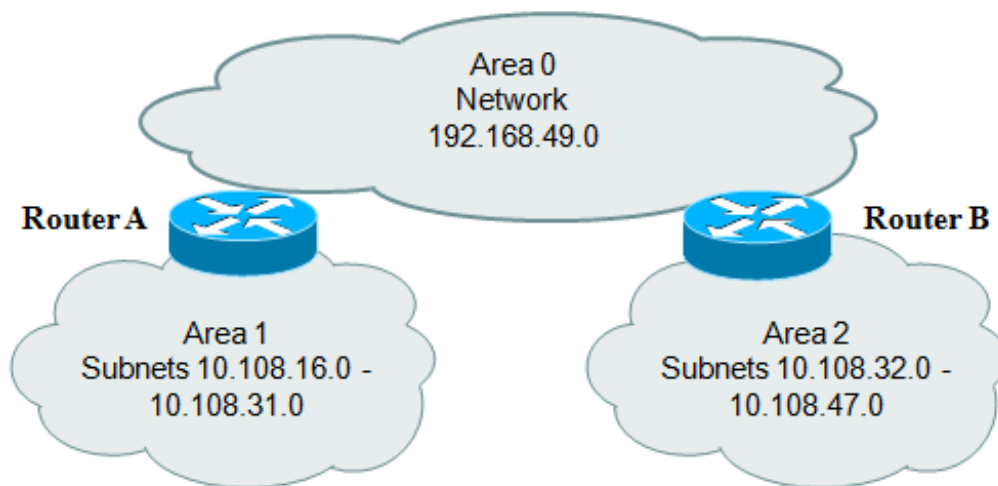 Area 0
Network
192.168.49.0
Router A
Router B
Area 1
Subnets 10.108.16.0 -
10.108.31.0
Area 2
Subnets 10.108.32.0 -
10.108.47.0